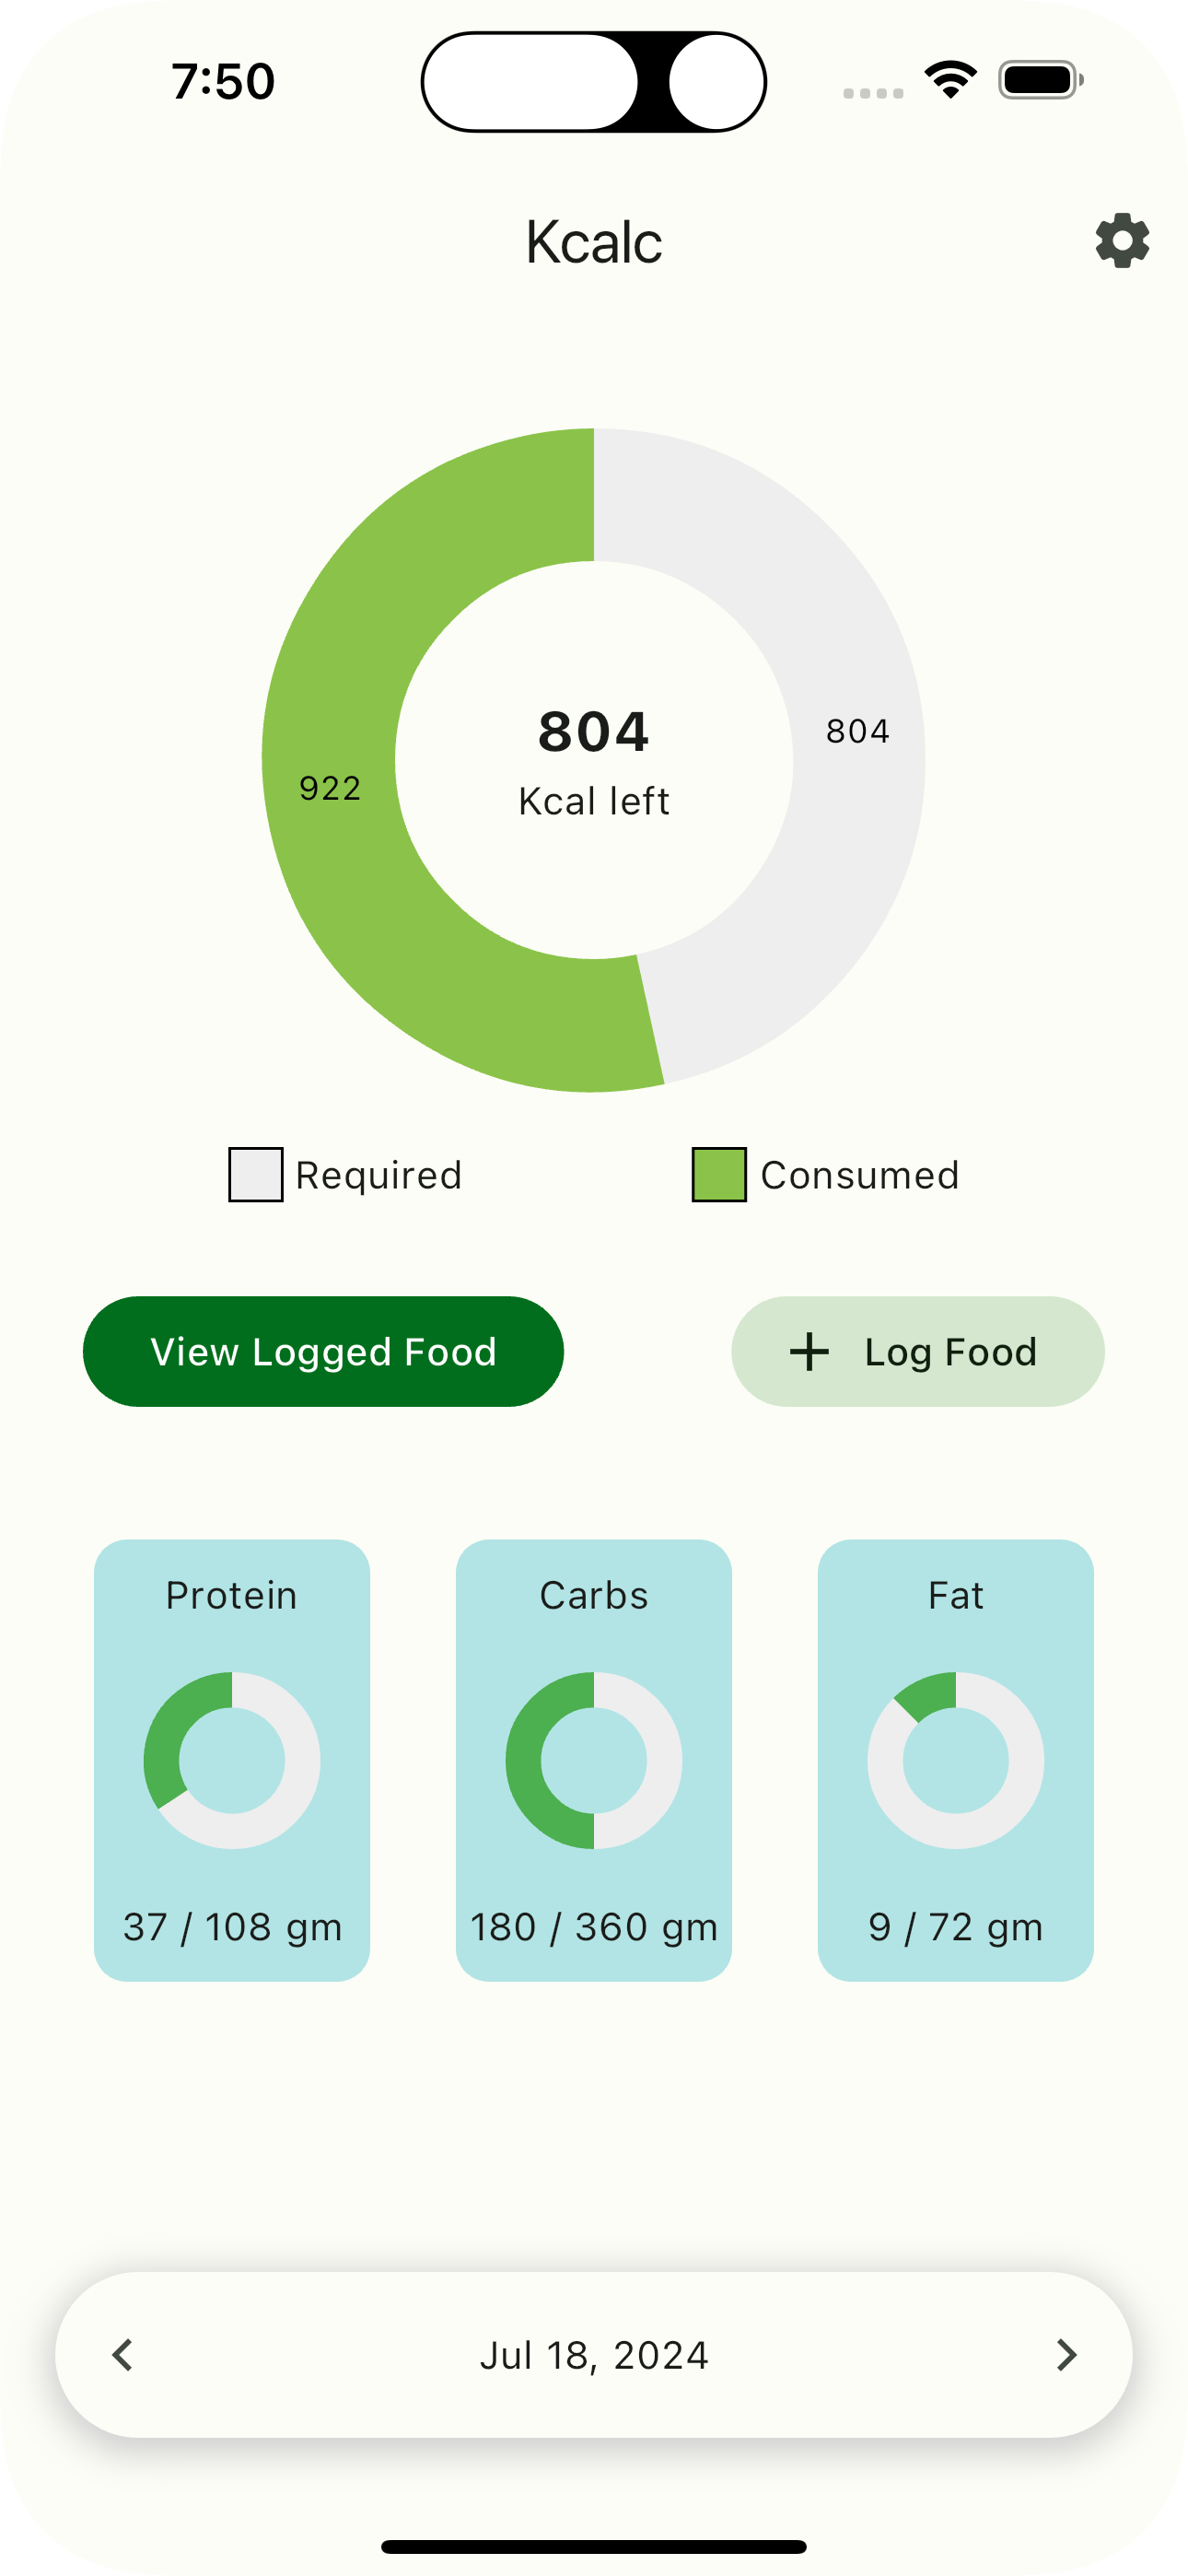 7:50
Kcalc
804
804
Kcal left
922
Required
Consumed
View Logged Food
+ Log Food
Protein
Carbs
Fat
37 / 108 gm
180 / 360 gm
9 / 72 gm
Jul 18, 2024